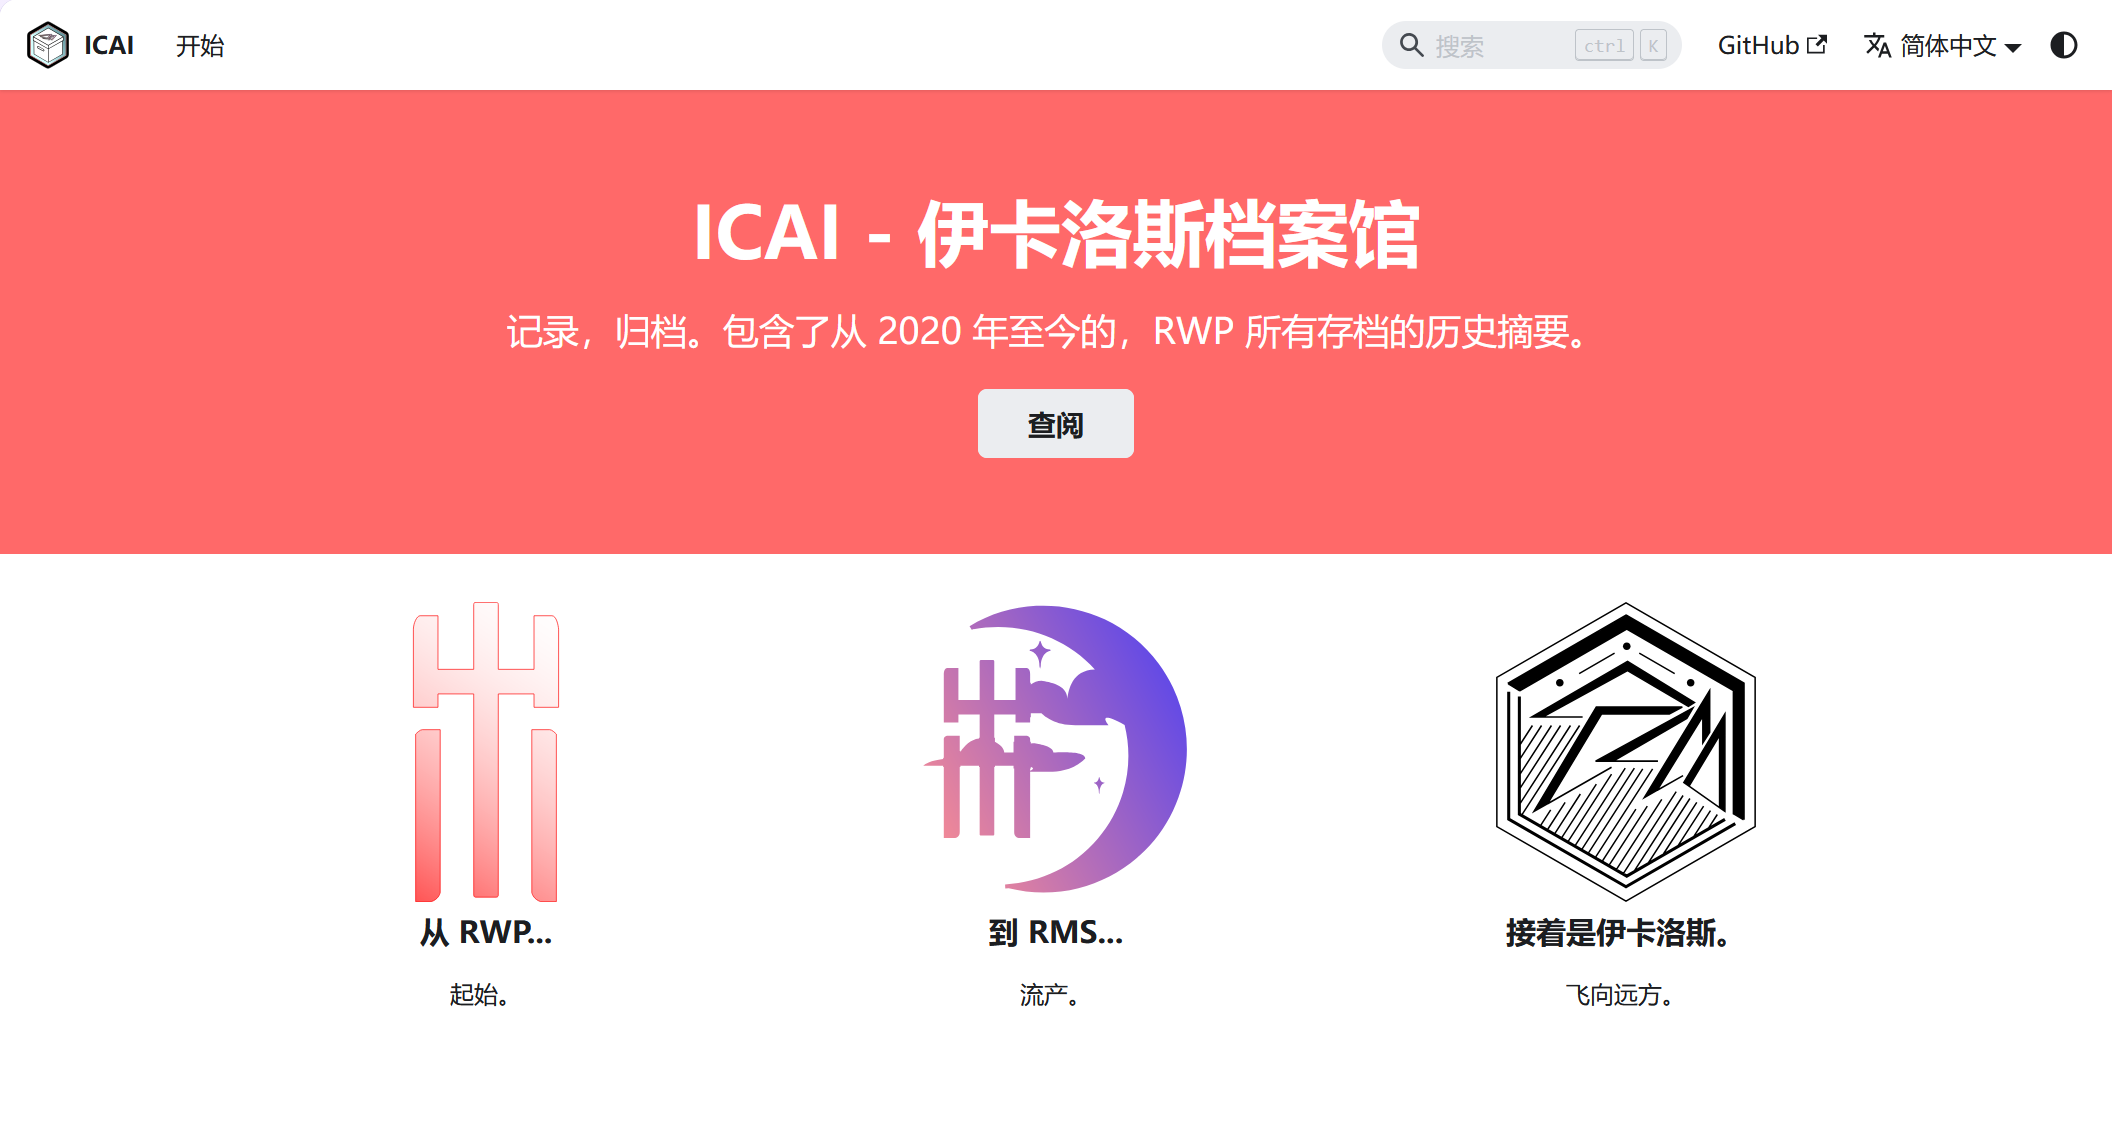 ICAI 开始 搜索 ctrl K GitHub 简体中文
ICAI - 伊卡洛斯档案馆
记录，归档。包含了从 2020 年至今的，RWP 所有存档的历史摘要。
查阅
从 RWP... 到 RMS... 接着是伊卡洛斯。
起始。 流产。 飞向远方。